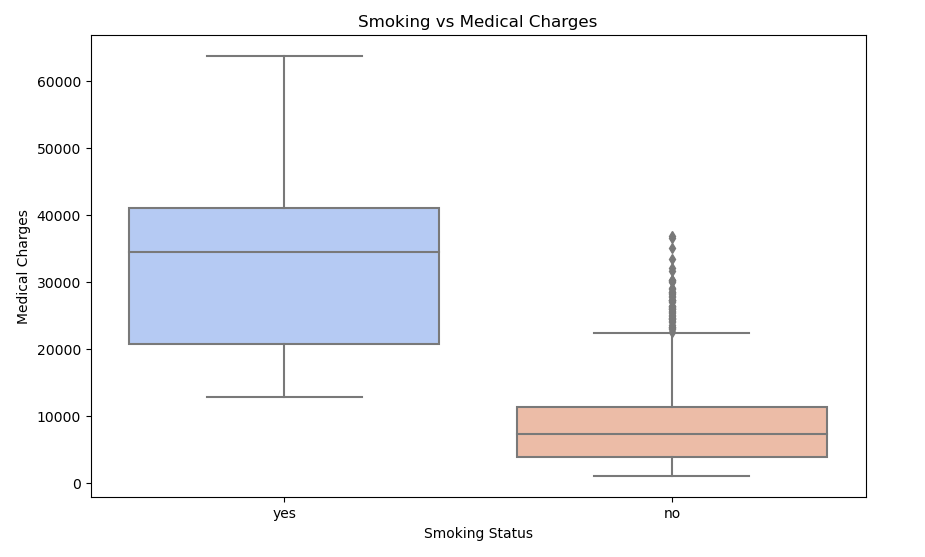 Smoking vs Medical Charges
Medical Charges
60000
50000
40000
30000
20000
10000
0
yes
no
Smoking Status